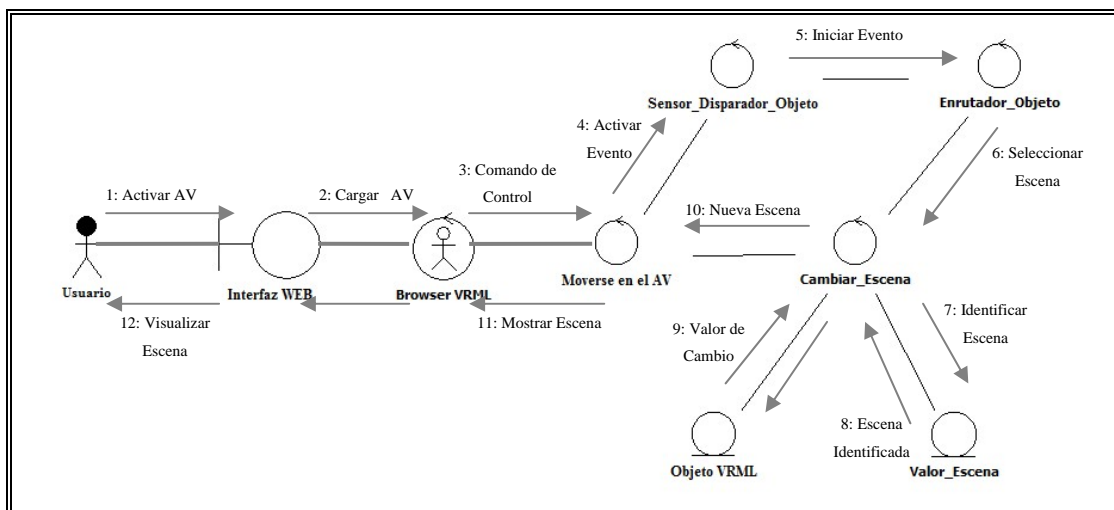 5: Iniciar Evento
Sensor_Disparador_Objeto
Enrutador_Objeto
4: Activar
Evento
6: Seleccionar
Escena
3: Comando de
Control
1: Activar AV
2: Cargar AV
10: Nueva Escena
Usuario
Interfaz WEB
Browser VRML
Moverse en el AV
Cambiar_Escena
12: Visualizar
Escena
11: Mostrar Escena
9: Valor de
Cambio
7: Identificar
Escena
8: Escena
Identificada
Objeto VRML
Valor_Escena